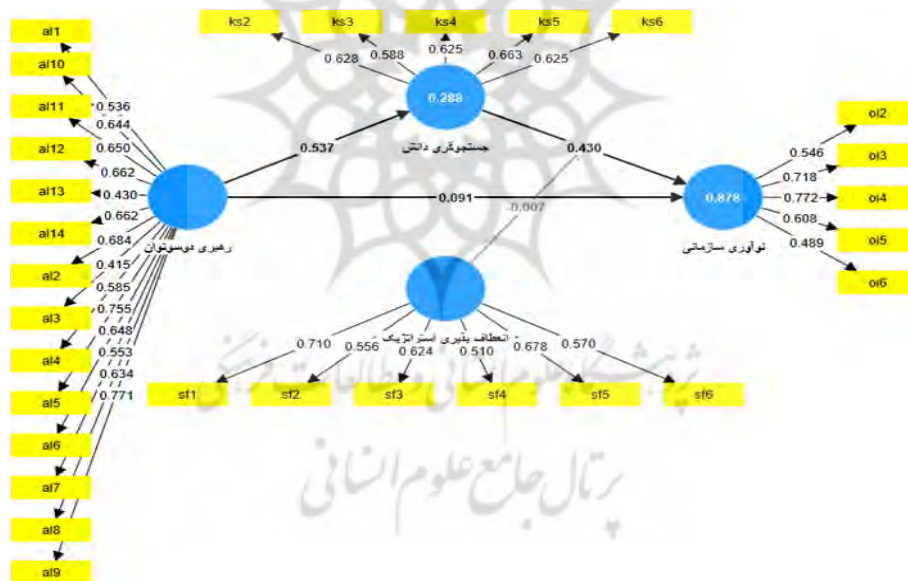 ks2 ks3 ks4 ks5 ks6
al1
al10
al11
al12
al13
al14
al2
al3
al4
al5
al6
al7
al8
al9
0.536
0.644
0.650
0.662
0.430
0.662
0.684
0.415
0.585
0.755
0.648
0.553
0.634
0.771
0.628 0.588 0.625 0.663 0.625
0.288
جستجوگری دانش
0.537
0.430
0.091
-0.007
رهبری دوسوتوان
0.878
نوآوری سازمانی
oi2
oi3
oi4
oi5
oi6
0.546
0.718
0.772
0.608
0.489
انعطاف پذیری استراتژیک
0.710 0.556 0.624 0.510 0.678 0.570
sf1 sf2 sf3 sf4 sf5 sf6
پژوهشگاه علوم انسانی و مطالعات فرهنگی
پرتال جامع علوم انسانی